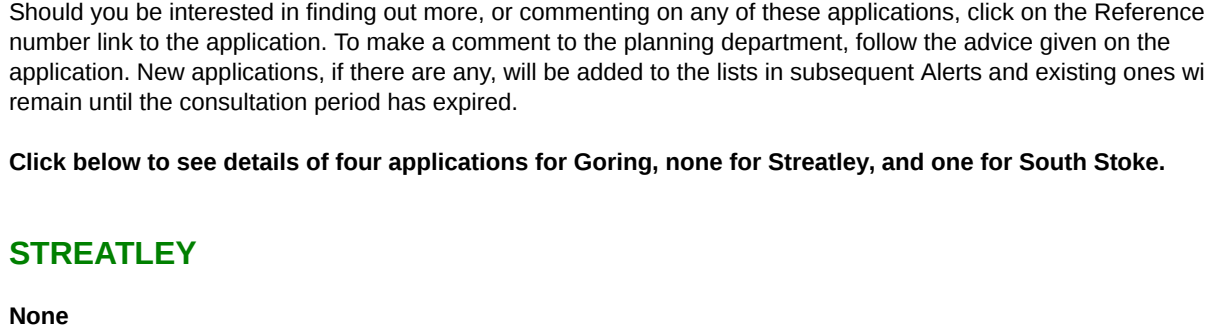 Should you be interested in finding out more, or commenting on any of these applications, click on the Reference
number link to the application. To make a comment to the planning department, follow the advice given on the
application. New applications, if there are any, will be added to the lists in subsequent Alerts and existing ones wi
remain until the consultation period has expired.
Click below to see details of four applications for Goring, none for Streatley, and one for South Stoke.
STREATLEY
None